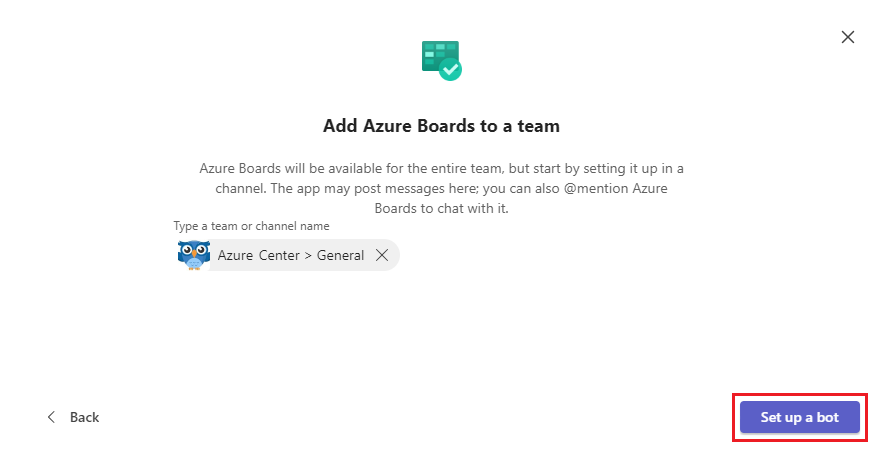 Add Azure Boards to a team
Azure Boards will be available for the entire team, but start by setting it up in a
channel. The app may post messages here; you can also @mention Azure
Boards to chat with it.
Type a team or channel name
Azure Center > General
Back
Set up a bot